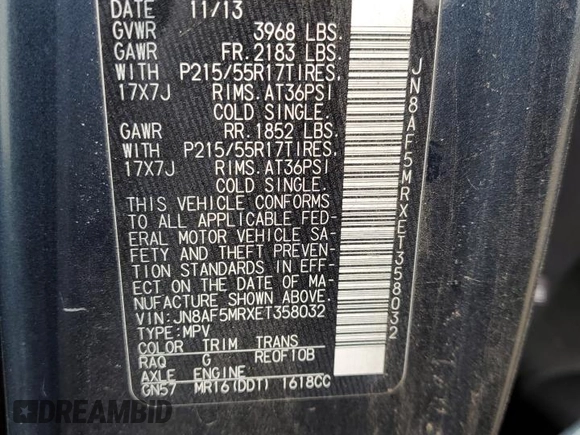 DATE 11/13
GVWR 3968 LBS.
GAWR FR. 2183 LBS.
WITH P215/55R17TIRES,
17X7J RIMS.AT36PSI
COLD SINGLE.
GAWR RR. 1852 LBS.
WITH P215/55R17TIRES,
17X7J RIMS.AT36PSI
COLD SINGLE.
THIS VEHICLE CONFORMS
TO ALL APPLICABLE FED-
ERAL MOTOR VEHICLE SA-
FETY AND THEFT PREVEN-
TION STANDARDS IN EFF-
ECT ON THE DATE OF MA-
NUFACTURE SHOWN ABOVE.
VIN:JN8AF5MRXET358032
TYPE:MPV
COLOR TRIM TRANS
RAQ G RE0F10B
AXLE ENGINE
GN57 MR16(DDT) 1618CC
JN8AF5MRXET358032
DREAMBID